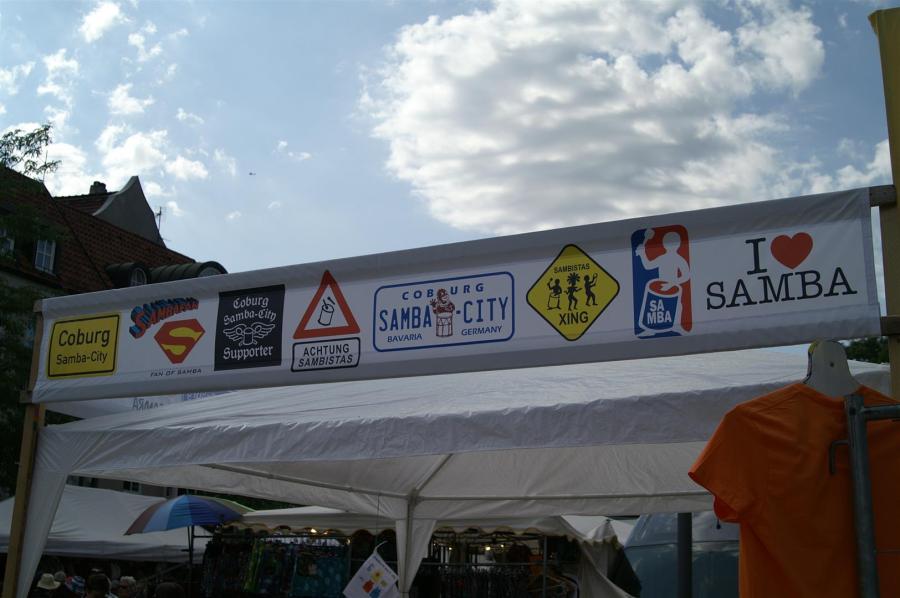 Coburg
Samba-City
SAMBAFAN
S
FAN OF SAMBA
Coburg
Samba-City
Supporter
ACHTUNG
SAMBISTAS
COBURG
SAMBA-CITY
BAVARIA GERMANY
SAMBISTAS
XING
SA
MBA
I
SAMBA